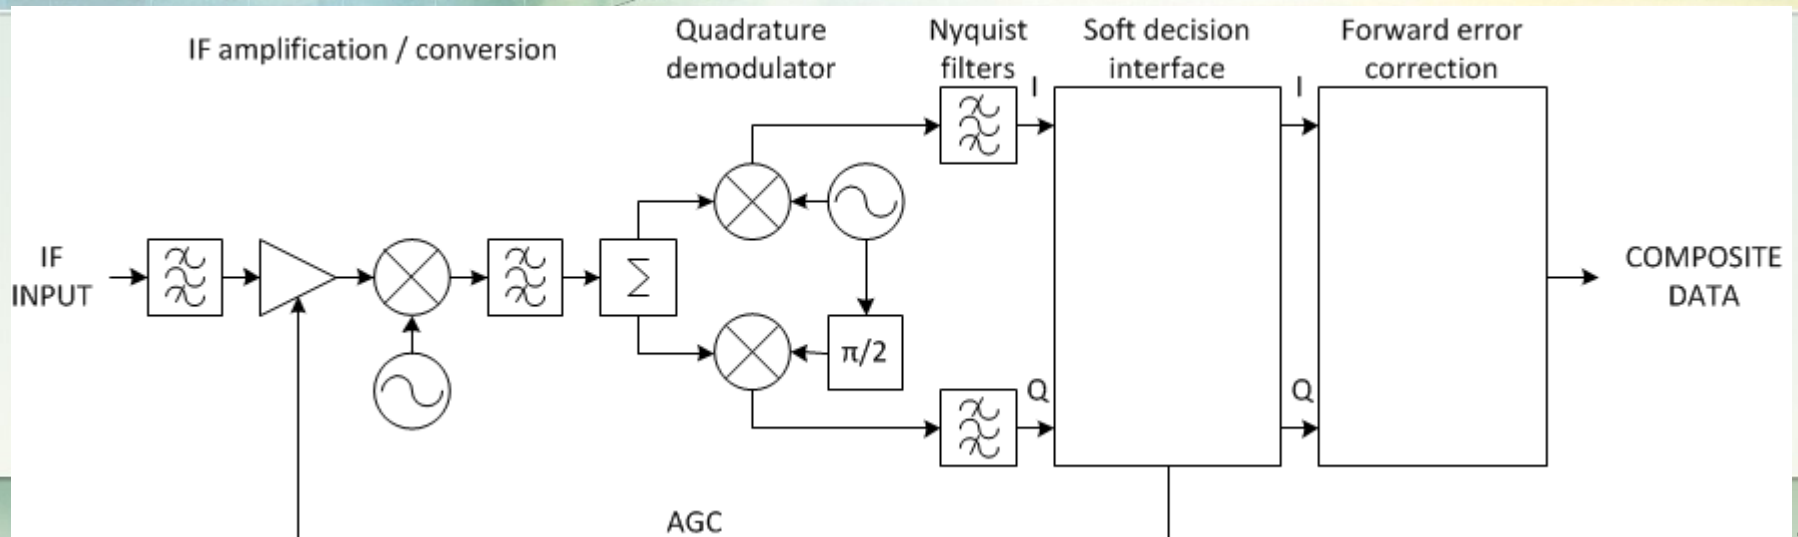 IF amplification / conversion
Quadrature
demodulator
Nyquist
filters
Soft decision
interface
Forward error
correction
I
I
IF
INPUT
Σ
π/2
COMPOSITE
DATA
Q
Q
AGC